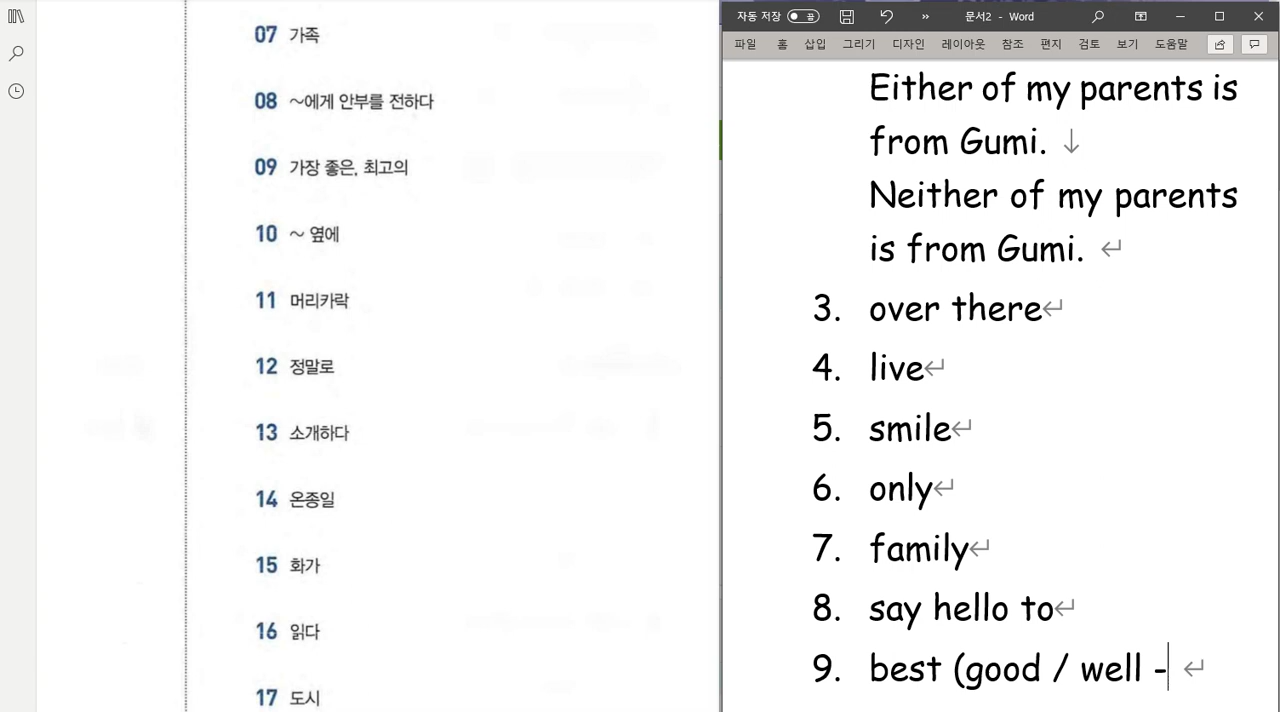 07 가족
08 ~에게 안부를 전하다
09 가장 좋은, 최고의
10 ~ 옆에
11 머리카락
12 정말로
13 소개하다
14 온종일
15 화가
16 읽다
17 도시
자동 저장 끔 문서2 - Word
파일 홈 삽입 그리기 디자인 레이아웃 참조 편지 검토 보기 도움말
Either of my parents is
from Gumi. ↓
Neither of my parents
is from Gumi. ↵
3. over there↵
4. live↵
5. smile↵
6. only↵
7. family↵
8. say hello to↵
9. best (good / well - ↵